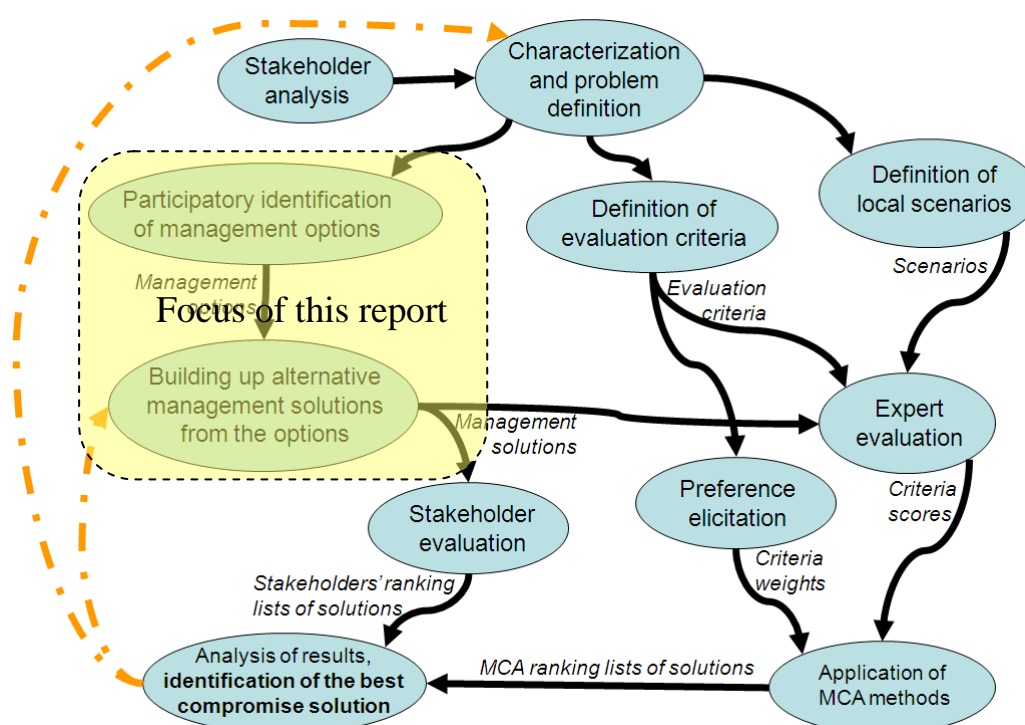 Stakeholder
analysis
Characterization
and problem
definition
Participatory identification
of management options
Definition of
evaluation criteria
Definition of
local scenarios
Management
options
Focus of this report
Evaluation
criteria
Scenarios
Building up alternative
management solutions
from the options
Management
solutions
Expert
evaluation
Stakeholder
evaluation
Preference
elicitation
Criteria
scores
Stakeholders' ranking
lists of solutions
Criteria
weights
Analysis of results,
identification of the best
compromise solution
MCA ranking lists of solutions
Application of
MCA methods